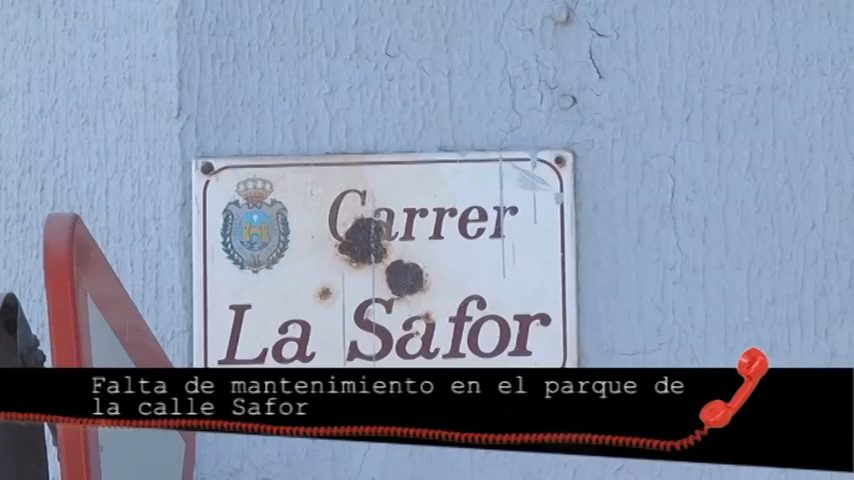 Carrer
La Safor
Falta de mantenimiento en el parque de
la calle Safor